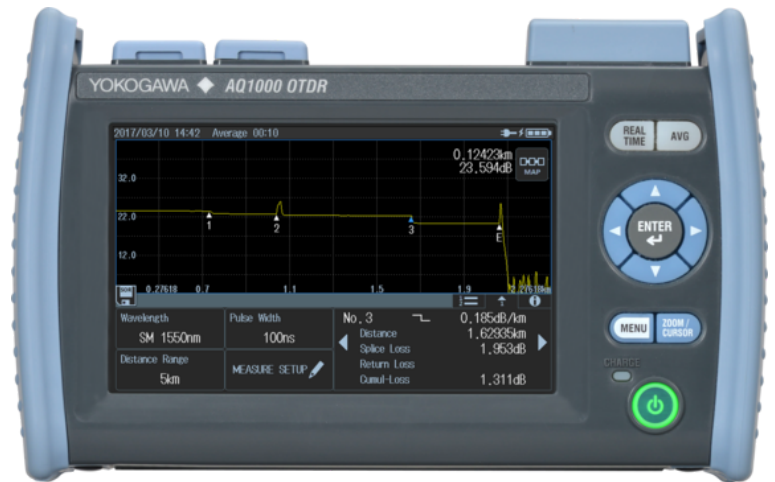 YOKOGAWA ◆ AQ1000 OTDR
2017/03/10 14:42 Average 00:10
0.12423km
23.594dB
MAP
32.0
22.0
12.0
1
2
3
E
0.27618 0.7 1.1 1.5 1.9 2.27618km
Wavelength
SM 1550nm
Pulse Width
100ns
Distance Range
5km
MEASURE SETUP
No. 3 0.185dB/km
Distance 1.62935km
Splice Loss 1.953dB
Return Loss
Cumul-Loss 1.311dB
REAL TIME
AVG
ENTER
MENU
ZOOM / CURSOR
CHARGE